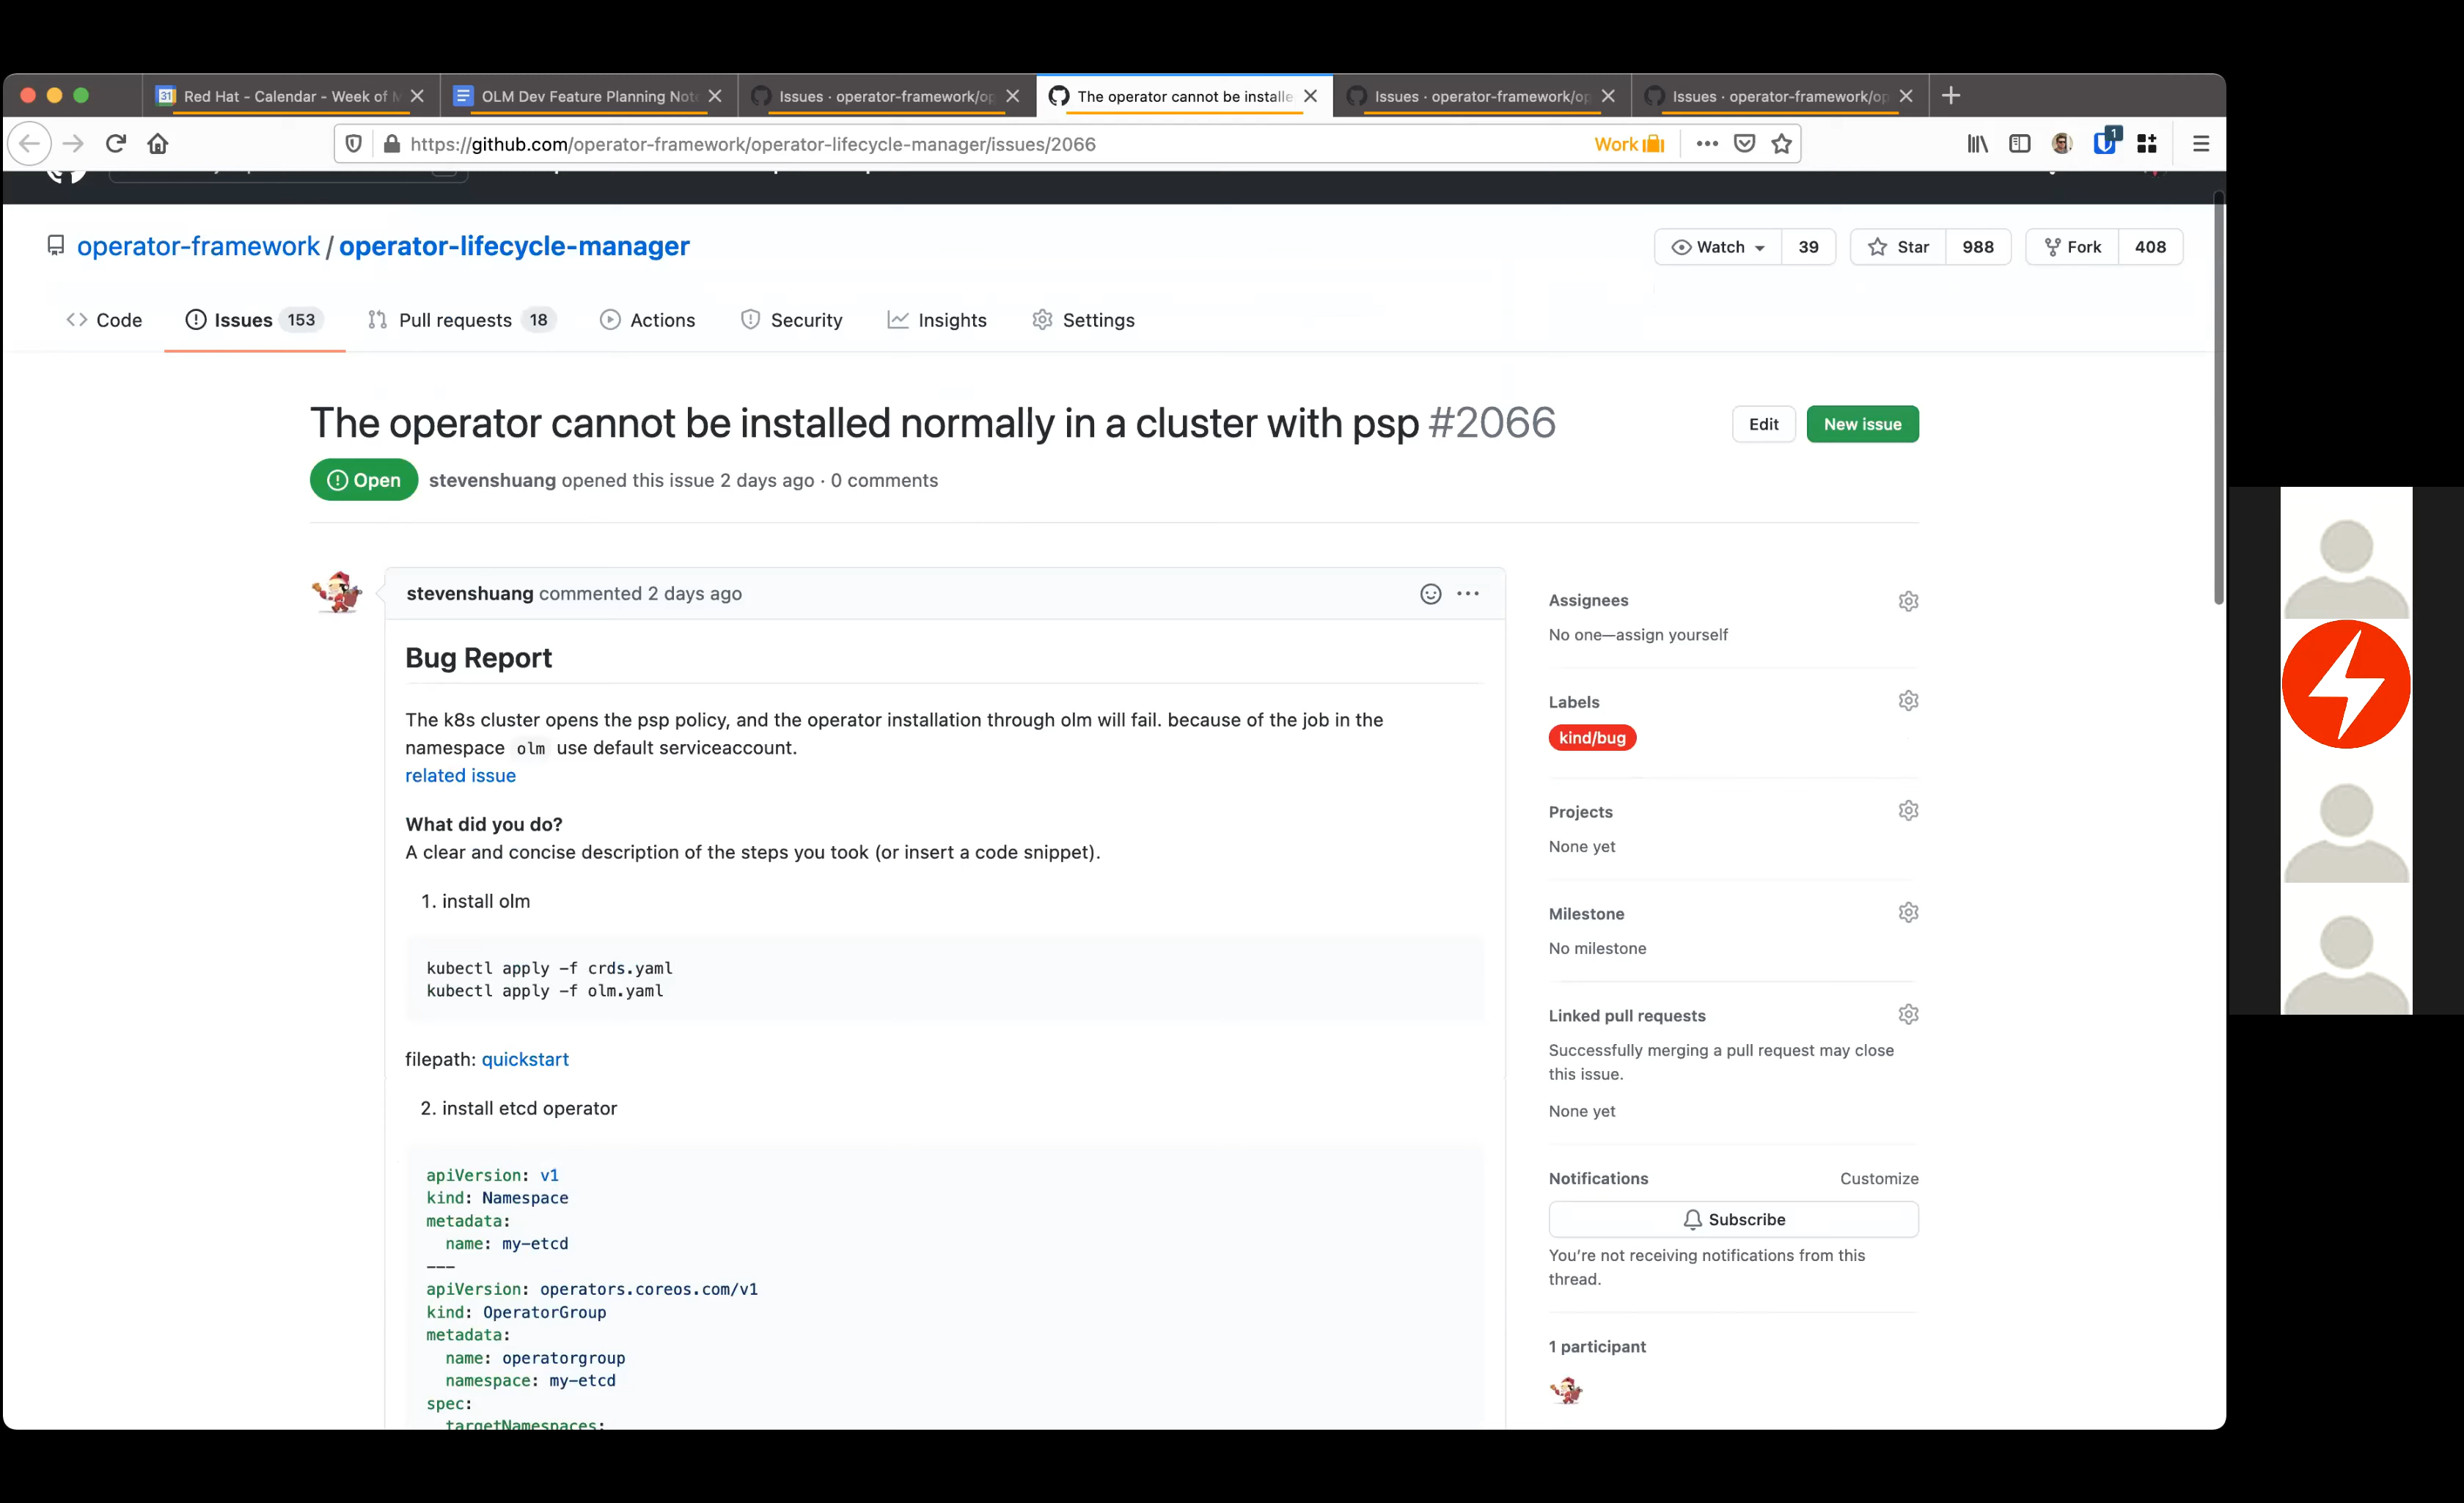 31 Red Hat - Calendar - Week of
OLM Dev Feature Planning Not
Issues · operator-framework/op
The operator cannot be installe
Issues · operator-framework/op
Issues · operator-framework/op
https://github.com/operator-framework/operator-lifecycle-manager/issues/2066
Work
1
operator-framework / operator-lifecycle-manager
Watch 39
Star 988
Fork 408
Code
Issues 153
Pull requests 18
Actions
Security
Insights
Settings
The operator cannot be installed normally in a cluster with psp #2066
Edit
New issue
Open
stevenshuang opened this issue 2 days ago · 0 comments
stevenshuang commented 2 days ago
Bug Report
The k8s cluster opens the psp policy, and the operator installation through olm will fail. because of the job in the
namespace olm use default serviceaccount.
related issue
What did you do?
A clear and concise description of the steps you took (or insert a code snippet).
1. install olm
kubectl apply -f crds.yaml
kubectl apply -f olm.yaml
filepath: quickstart
2. install etcd operator
apiVersion: v1
kind: Namespace
metadata:
name: my-etcd
---
apiVersion: operators.coreos.com/v1
kind: OperatorGroup
metadata:
name: operatorgroup
namespace: my-etcd
spec:
targetNamespaces:
Assignees
No one—assign yourself
Labels
kind/bug
Projects
None yet
Milestone
No milestone
Linked pull requests
Successfully merging a pull request may close
this issue.
None yet
Notifications
Customize
Subscribe
You're not receiving notifications from this
thread.
1 participant